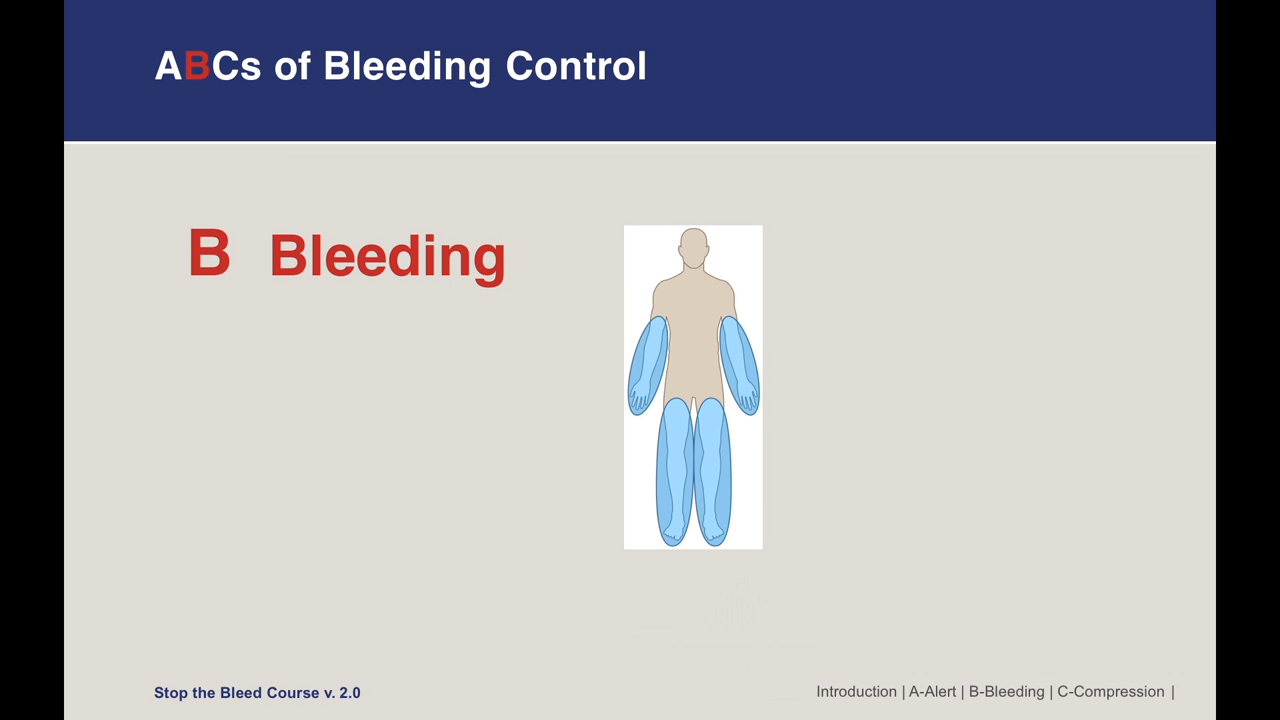 ABCs of Bleeding Control
B Bleeding
Stop the Bleed Course v. 2.0
Introduction | A-Alert | B-Bleeding | C-Compression |